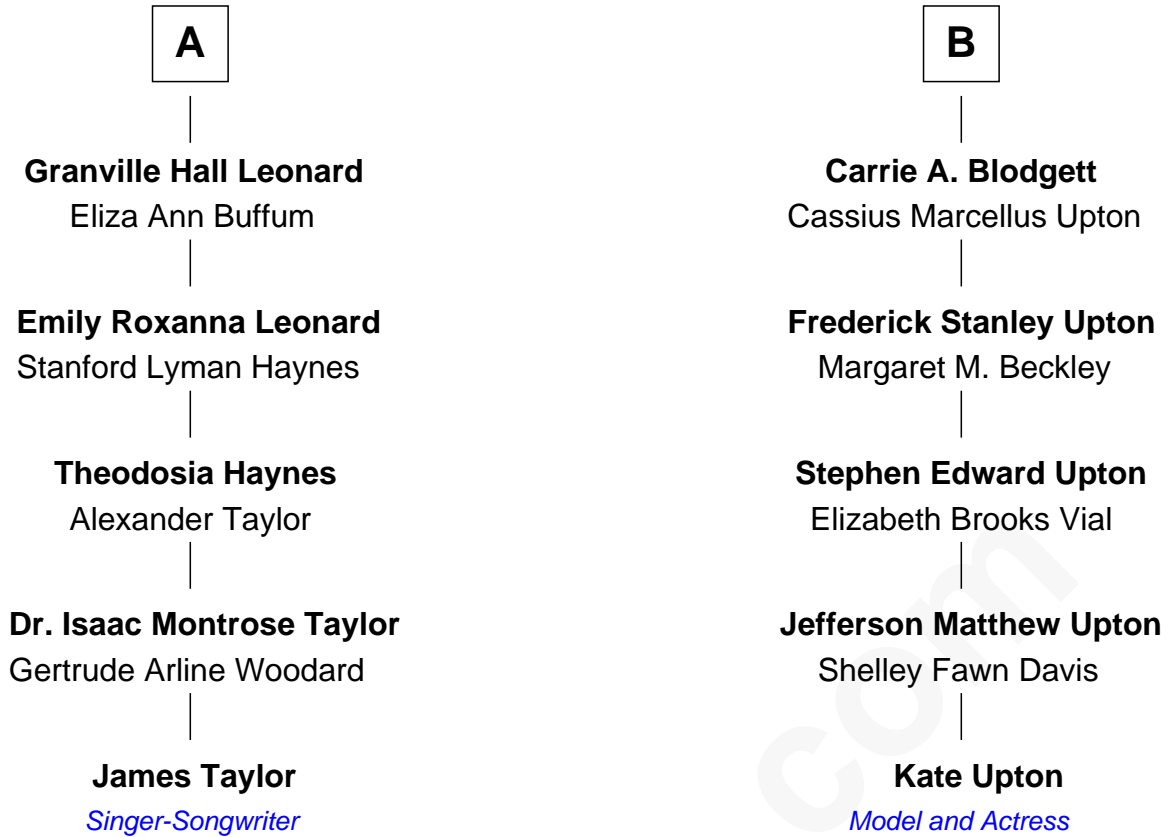 A
Granville Hall Leonard
Eliza Ann Buffum
Emily Roxanna Leonard
Stanford Lyman Haynes
Theodosia Haynes
Alexander Taylor
Dr. Isaac Montrose Taylor
Gertrude Arline Woodard
James Taylor
Singer-Songwriter
B
Carrie A. Blodgett
Cassius Marcellus Upton
Frederick Stanley Upton
Margaret M. Beckley
Stephen Edward Upton
Elizabeth Brooks Vial
Jefferson Matthew Upton
Shelley Fawn Davis
Kate Upton
Model and Actress
com